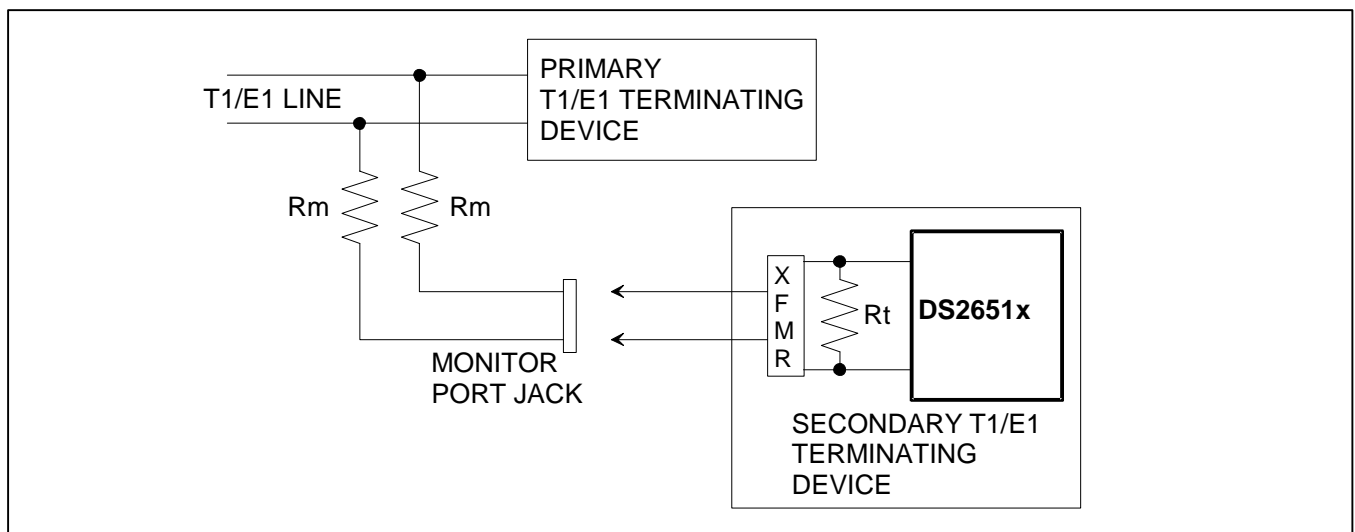 PRIMARY
T1/E1 TERMINATING
DEVICE
T1/E1 LINE
Rm
Rm
X
F
M
R
Rt
DS2651x
MONITOR
PORT JACK
SECONDARY T1/E1
TERMINATING
DEVICE